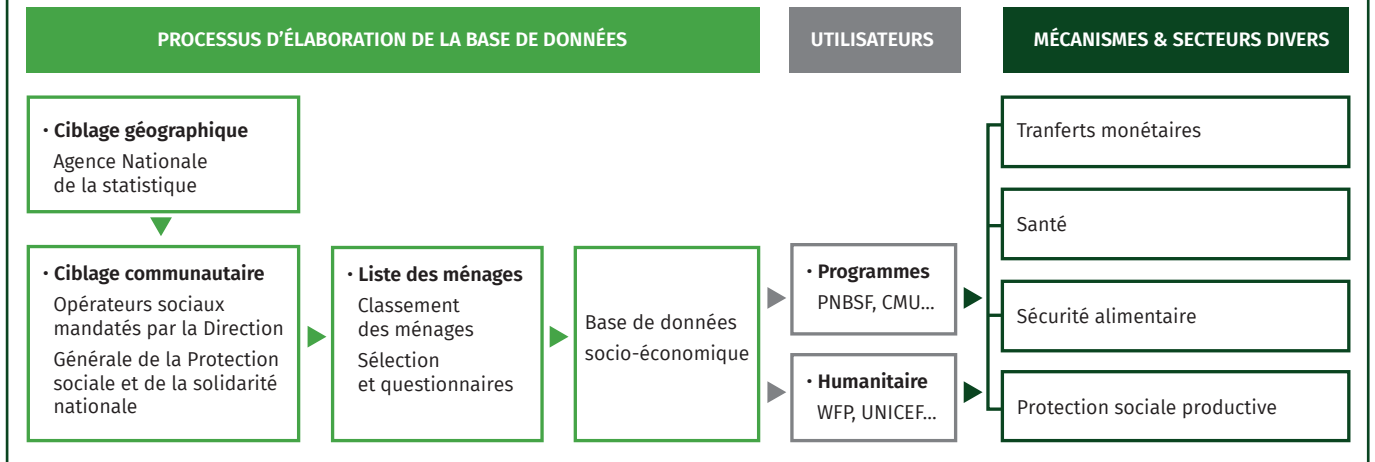 PROCESSUS D'ÉLABORATION DE LA BASE DE DONNÉES
UTILISATEURS
MÉCANISMES & SECTEURS DIVERS
· Ciblage géographique
Agence Nationale
de la statistique
· Ciblage communautaire
Opérateurs sociaux
mandatés par la Direction
Générale de la Protection
sociale et de la solidarité
nationale
· Liste des ménages
Classement
des ménages
Sélection
et questionnaires
Base de données
socio-économique
· Programmes
PNBSF, CMU...
· Humanitaire
WFP, UNICEF...
Tranferts monétaires
Santé
Sécurité alimentaire
Protection sociale productive